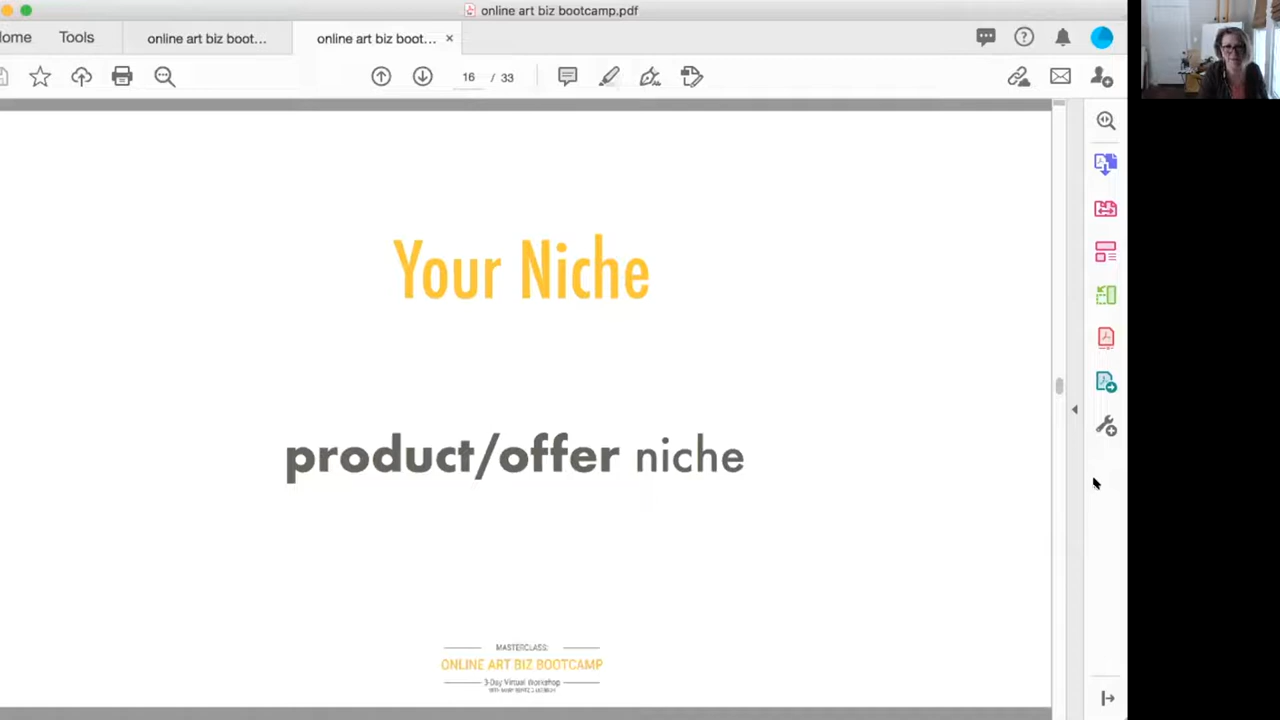 online art biz bootcamp.pdf
ome
Tools
online art biz boot...
online art biz boot...
16 / 33
Your Niche
product/offer niche
MASTERCLASS:
ONLINE ART BIZ BOOTCAMP
3-Day Virtual Workshop